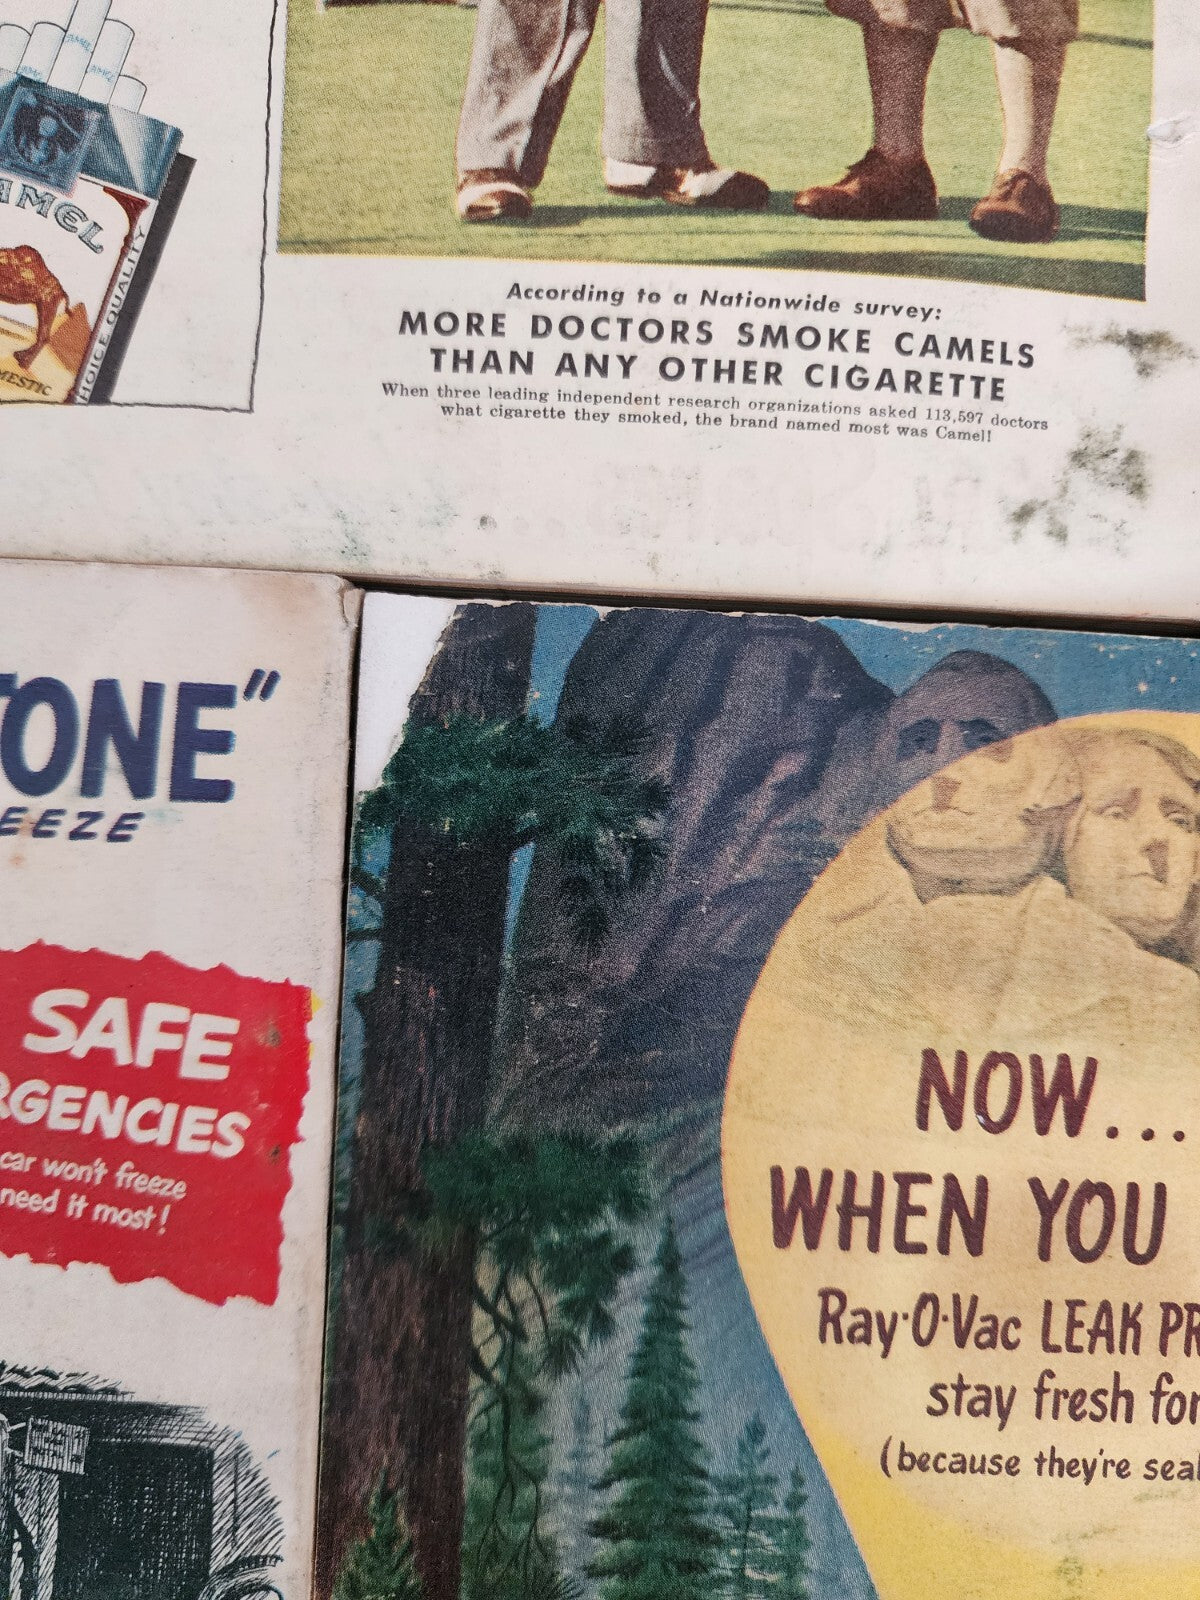 CAMEL
CAMEL
CAMEL
CHOICE QUALITY
According to a Nationwide survey:
MORE DOCTORS SMOKE CAMELS
THAN ANY OTHER CIGARETTE
When three leading independent research organizations asked 113,597 doctors
what cigarette they smoked, the brand named most was Camel!
TONE"
EEZE
SAFE
RGENCIES
car won't freeze
need it most!
NOW...
WHEN YOU
Ray·O·Vac LEAK PR
stay fresh for
(because they're seal